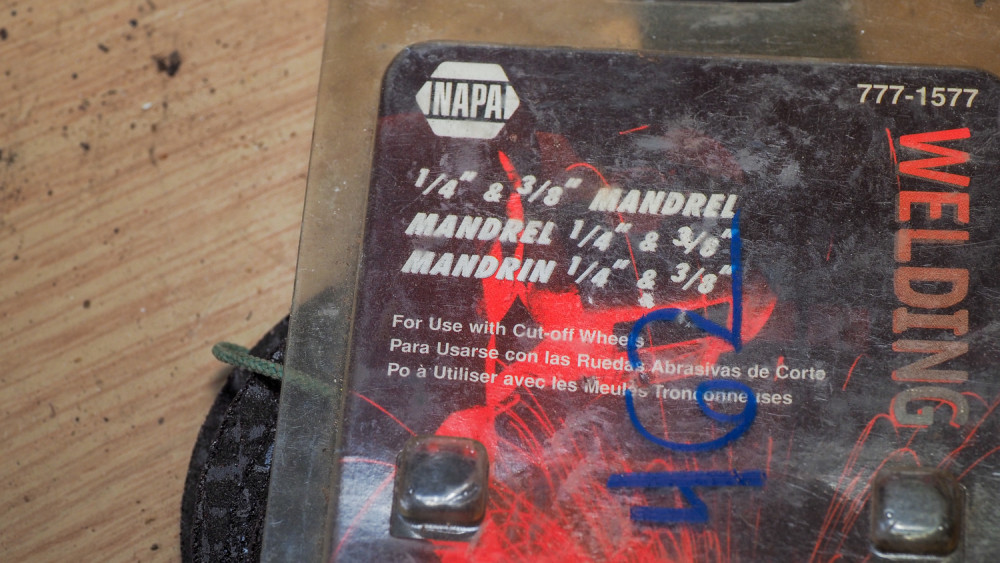 NAPA
777-1577
1/4" & 3/8" MANDREL
MANDREL 1/4" & 3/8"
MANDRIN 1/4" & 3/8"
For Use with Cut-off Wheels
Para Usarse con las Ruedas Abrasivas de Corte
Po à Utiliser avec les Meules Tronconneuses
WELDING